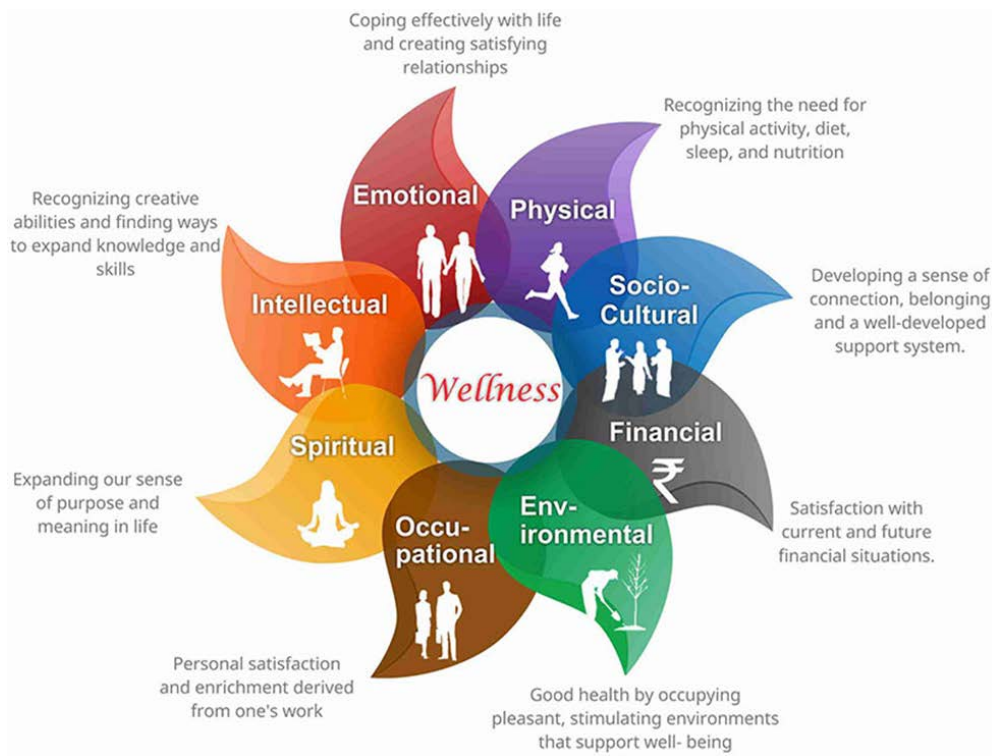 Coping effectively with life
and creating satisfying
relationships
Emotional
Recognizing the need for
physical activity, diet,
sleep, and nutrition
Physical
Developing a sense of
connection, belonging
and a well-developed
support system.
Socio-
Cultural
Satisfaction with
current and future
financial situations.
Financial
₹
Good health by occupying
pleasant, stimulating environments
that support well- being
Env-
ironmental
Personal satisfaction
and enrichment derived
from one's work
Occu-
pational
Expanding our sense
of purpose and
meaning in life
Spiritual
Recognizing creative
abilities and finding ways
to expand knowledge and
skills
Intellectual
Wellness